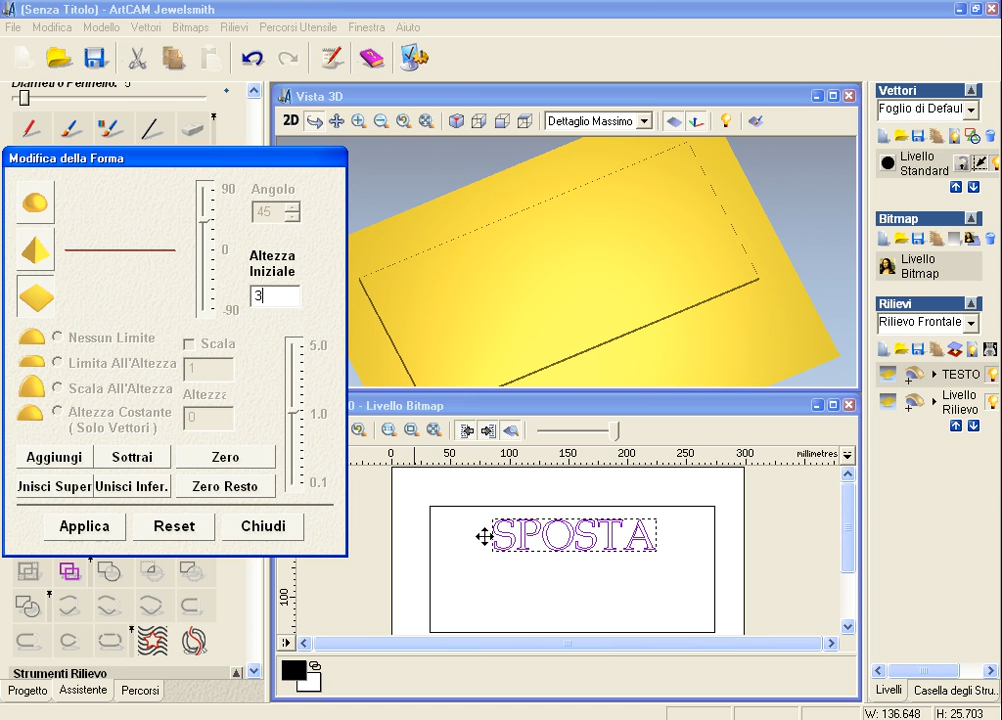 (Senza Titolo) - ArtCAM Jewelsmith
File Modifica Modello Vettori Bitmaps Rilievi Percorsi Utensile Finestra Aiuto
Diametro Pennello: 5
Modifica della Forma
90
0
-90
Angolo
45
Altezza
Iniziale
3
Nessun Limite
Limita All'Altezza
Scala All'Altezza
Altezza Costante
( Solo Vettori )
Scala
1
Altezza
0
5.0
1.0
0.1
Aggiungi Sottrai Zero
Unisci Super Unisci Infer. Zero Resto
Applica Reset Chiudi
Strumenti Rilievo
Progetto Assistente Percorsi
Vista 3D
2D Dettaglio Massimo
0 - Livello Bitmap
0 50 100 150 200 250 300 millimetres
100
SPOSTA
Vettori
Foglio di Defaul
Livello
Standard
Bitmap
Livello
Bitmap
Rilievi
Rilievo Frontale
TESTO
Livello
Rilievo
Livelli Casella degli Stru..
W: 136.648 H: 25.703